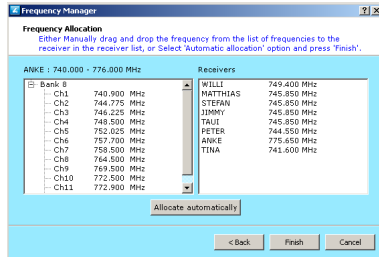 Frequency Manager
Frequency Allocation
Either Manually drag and drop the frequency from the list of frequencies to the
receiver in the receiver list, or Select 'Automatic allocation' option and press 'Finish'.
ANKE : 740.000 - 776.000 MHz
Receivers
Bank 8
Ch1 740.900 MHz
Ch2 744.775 MHz
Ch3 746.225 MHz
Ch4 748.500 MHz
Ch5 752.025 MHz
Ch6 757.700 MHz
Ch7 758.500 MHz
Ch8 764.500 MHz
Ch9 769.500 MHz
Ch10 772.500 MHz
Ch11 772.900 MHz
WILLI 749.400 MHz
MATTHIAS 745.850 MHz
STEFAN 745.850 MHz
JIMMY 745.850 MHz
TAUI 745.850 MHz
PETER 744.550 MHz
ANKE 775.650 MHz
TINA 741.600 MHz
Allocate automatically
< Back
Finish
Cancel